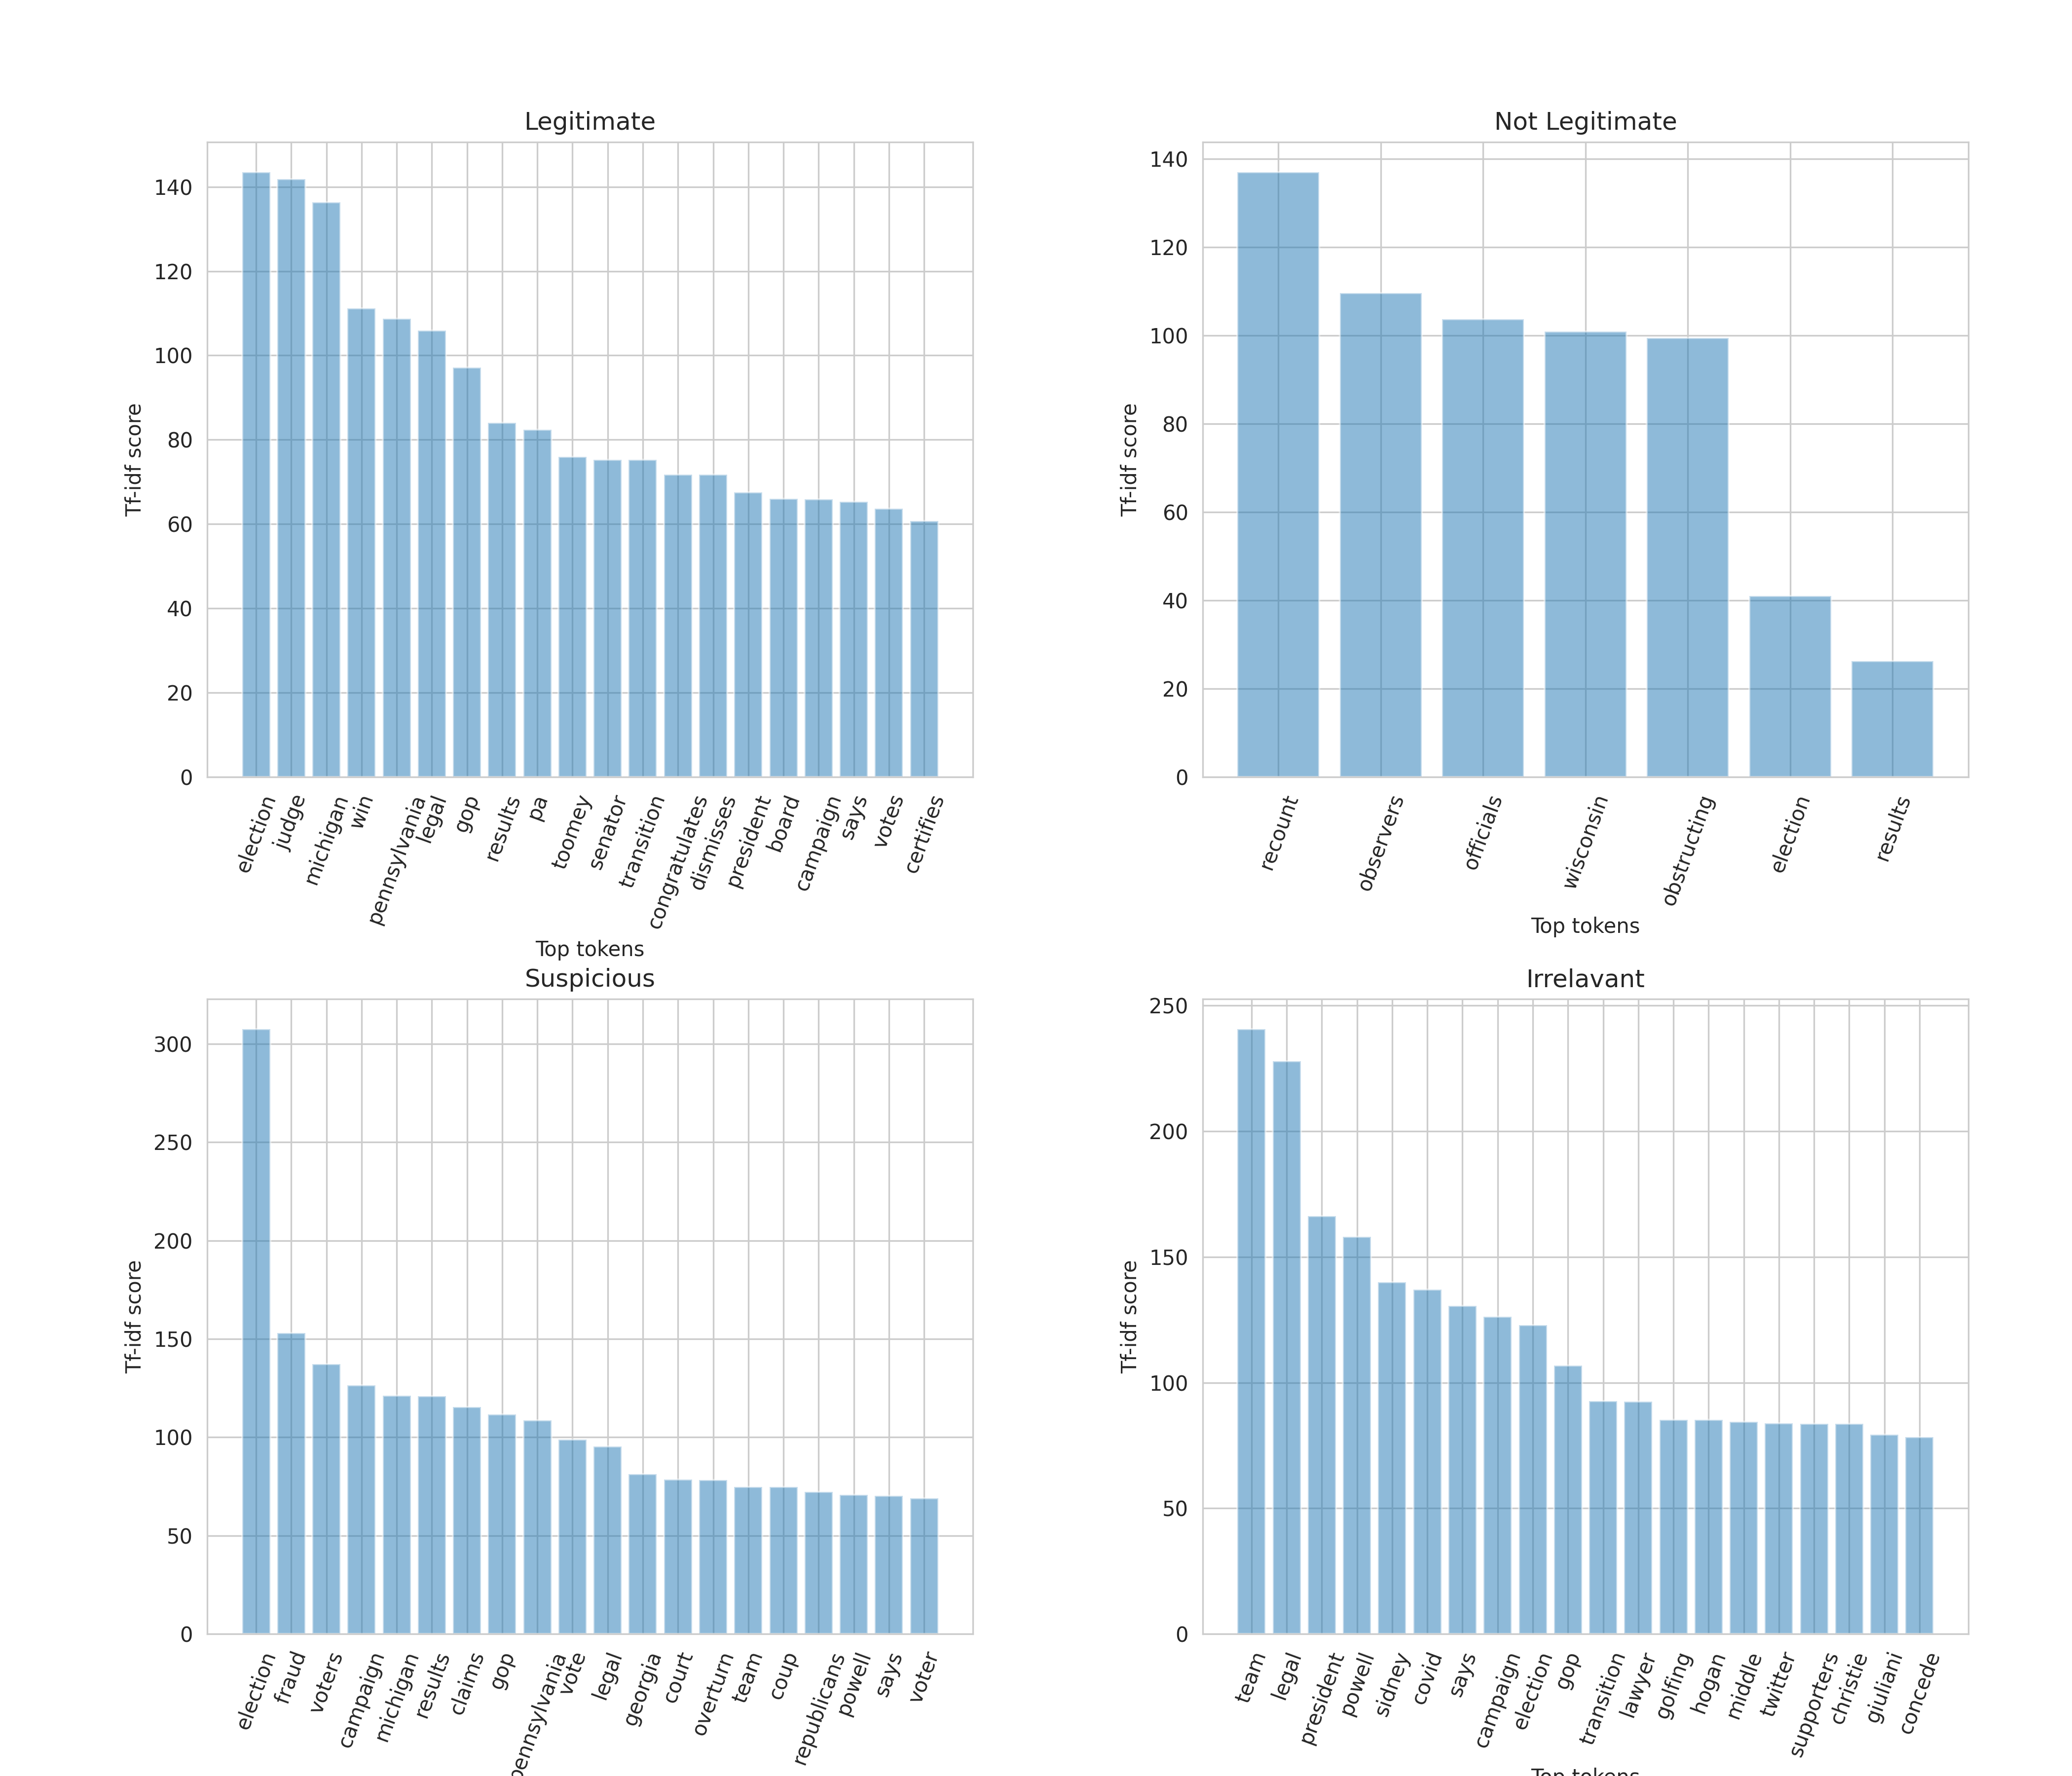 Legitimate
Tf-idf score
140
120
100
80
60
40
20
0
election
judge
michigan
win
pennsylvania
legal
gop
results
pa
toomey
senator
transition
congratulates
dismisses
president
board
campaign
says
votes
certifies
Top tokens
Not Legitimate
Tf-idf score
140
120
100
80
60
40
20
0
recount
observers
officials
wisconsin
obstructing
election
results
Top tokens
Suspicious
Tf-idf score
300
250
200
150
100
50
0
election
fraud
voters
campaign
michigan
results
claims
gop
pennsylvania
vote
legal
georgia
court
overturn
team
coup
republicans
powell
says
voter
Irrelavant
Tf-idf score
250
200
150
100
50
0
team
legal
president
powell
sidney
covid
says
campaign
election
gop
transition
lawyer
golfing
hogan
middle
twitter
supporters
christie
giuliani
concede
Top tokens